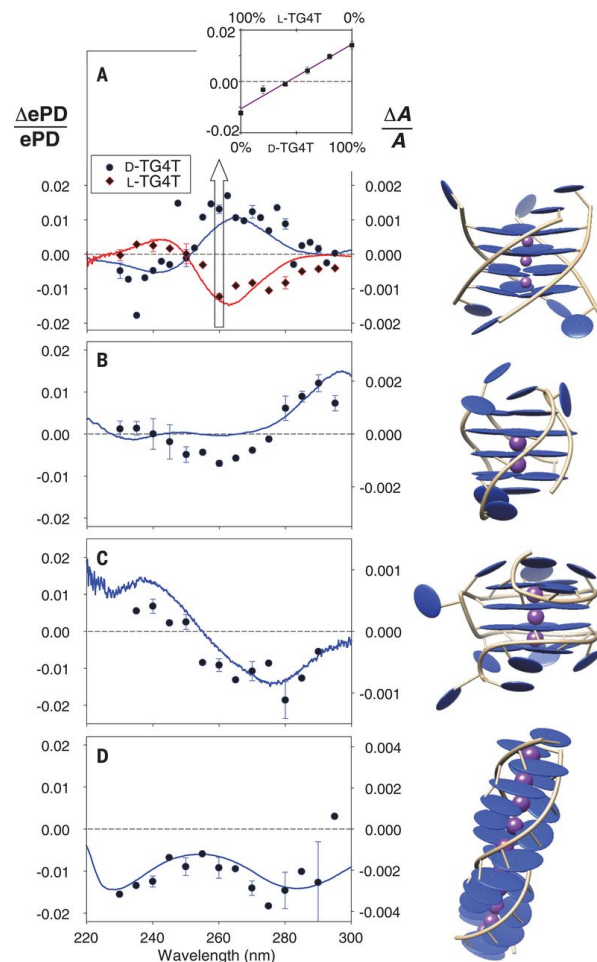 100% L-TG4T 0%
0.02
0.00
-0.02
0% D-TG4T 100%
A
ΔePD
ePD
ΔA
A
D-TG4T
L-TG4T
0.02 0.002
0.01 0.001
0.00 0.000
-0.01 -0.001
-0.02 -0.002
B
0.02
0.002
0.01
0.00 0.000
-0.01
-0.002
-0.02
C
0.02
0.001
0.01
0.00 0.000
-0.01
-0.001
-0.02
D
0.02 0.004
0.01 0.002
0.00 0.000
-0.01 -0.002
-0.02 -0.004
220 240 260 280 300
Wavelength (nm)